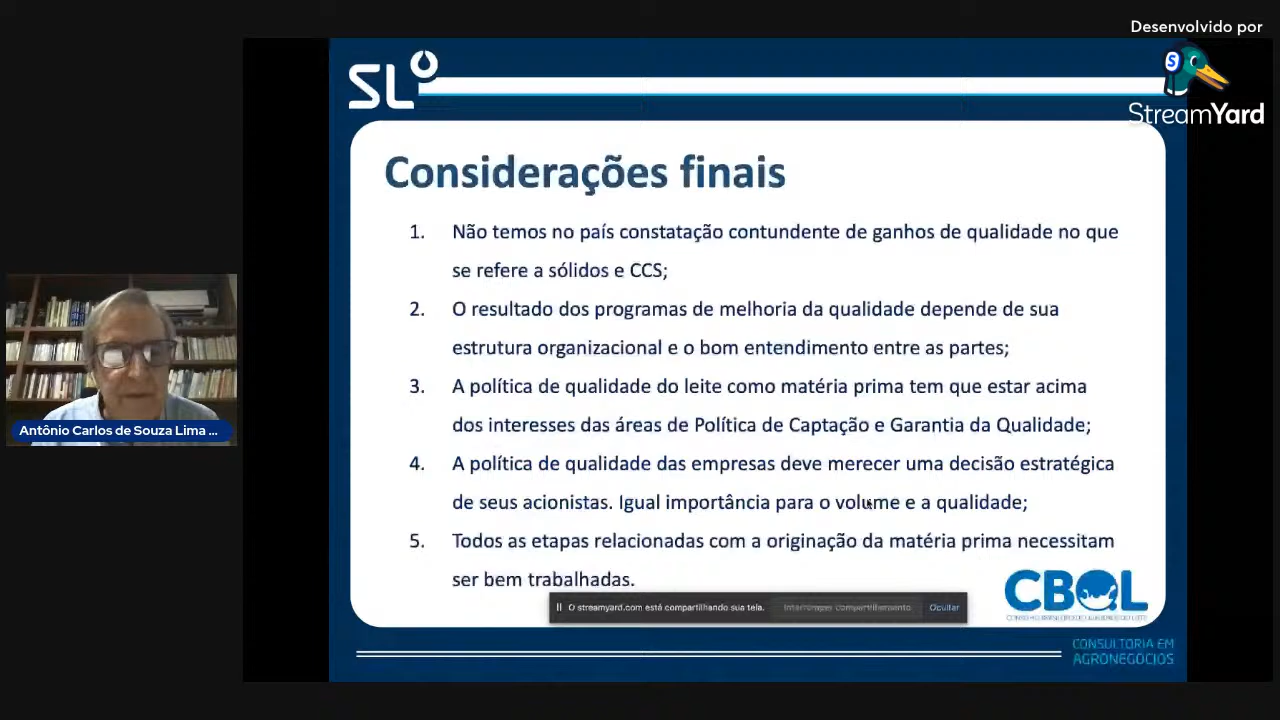 Desenvolvido por
StreamYard
SL
Considerações finais
1. Não temos no país constatação contundente de ganhos de qualidade no que
se refere a sólidos e CCS;
2. O resultado dos programas de melhoria da qualidade depende de sua
estrutura organizacional e o bom entendimento entre as partes;
3. A política de qualidade do leite como matéria prima tem que estar acima
dos interesses das áreas de Política de Captação e Garantia da Qualidade;
4. A política de qualidade das empresas deve merecer uma decisão estratégica
de seus acionistas. Igual importância para o volume e a qualidade;
5. Todos as etapas relacionadas com a originação da matéria prima necessitam
ser bem trabalhadas.
Antônio Carlos de Souza Lima ...
O streamyard.com está compartilhando sua tela. Interromper compartilhamento Ocultar
CBQL
CONSULTORIA EM
AGRONEGÓCIOS